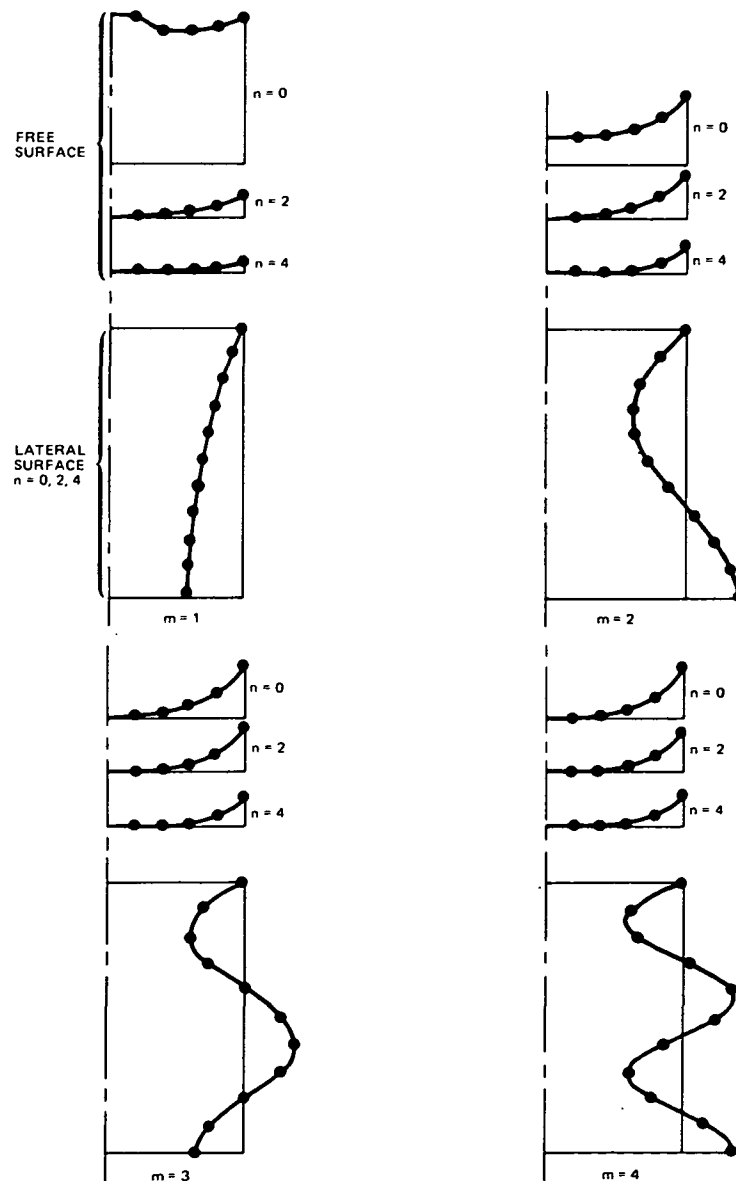 n = 0
FREE
SURFACE
n = 2
n = 4
n = 0
n = 2
n = 4
LATERAL
SURFACE
n = 0, 2, 4
m = 1
m = 2
n = 0
n = 2
n = 4
m = 3
n = 0
n = 2
n = 4
m = 4